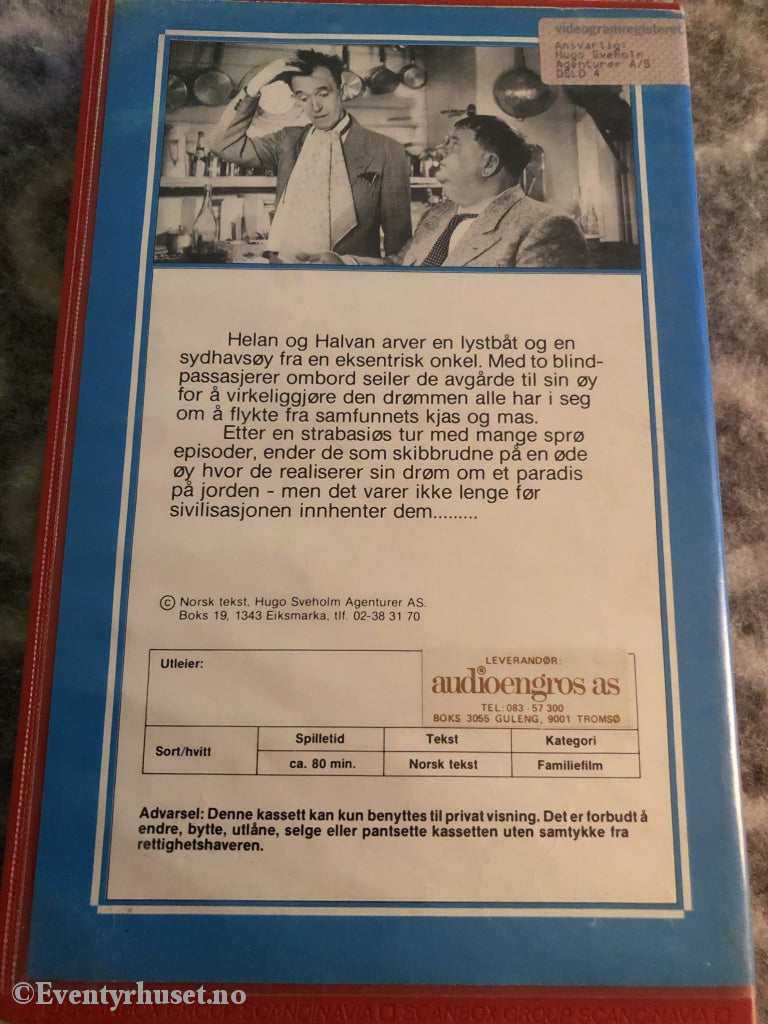 videogramregisteret
Ansvarlig:
Hugo Sveholm
Agenturer A/S
OSLO 4
Helan og Halvan arver en lystbåt og en
sydhavsøy fra en eksentrisk onkel. Med to blind-
passasjerer ombord seiler de avgårde til sin øy
for å virkeliggjøre den drømmen alle har i seg
om å flykte fra samfunnets kjas og mas.
Etter en strabasiøs tur med mange sprø
episoder, ender de som skibbrudne på en øde
øy hvor de realiserer sin drøm om et paradis
på jorden - men det varer ikke lenge før
sivilisasjonen innhenter dem.........
© Norsk tekst, Hugo Sveholm Agenturer AS.
Boks 19, 1343 Eiksmarka, tlf. 02-38 31 70
Utleier:
LEVERANDØR:
audioengros as
TEL: 083 - 57 300
BOKS 3055 GULENG, 9001 TROMSØ
Sort/hvitt
Spilletid
Tekst
Kategori
ca. 80 min.
Norsk tekst
Familiefilm
Advarsel: Denne kassett kan kun benyttes til privat visning. Det er forbudt å
endre, bytte, utlåne, selge eller pantsette kassetten uten samtykke fra
rettighetshaveren.
©Eventyrhuset.no
SCANDINAVIA SCANBOX GROUP SCANDINAVIA